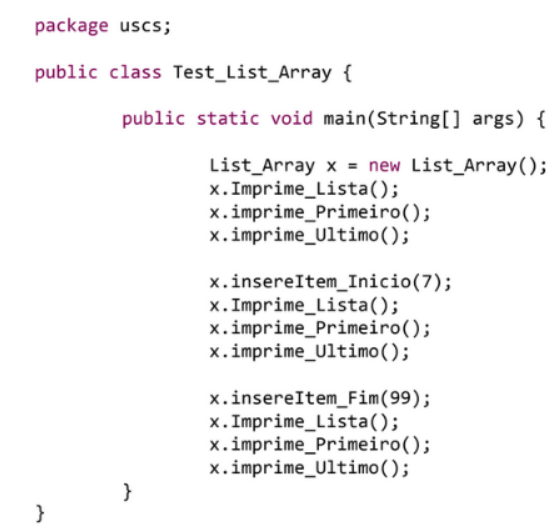 package uscs;
public class Test_List_Array {
public static void main(String[] args) {
List_Array x = new List_Array();
x.Imprime_Lista();
x.imprime_Primeiro();
x.imprime_Ultimo();
x.insereItem_Inicio(7);
x.Imprime_Lista();
x.imprime_Primeiro();
x.imprime_Ultimo();
x.insereItem_Fim(99);
x.Imprime_Lista();
x.imprime_Primeiro();
x.imprime_Ultimo();
}
}